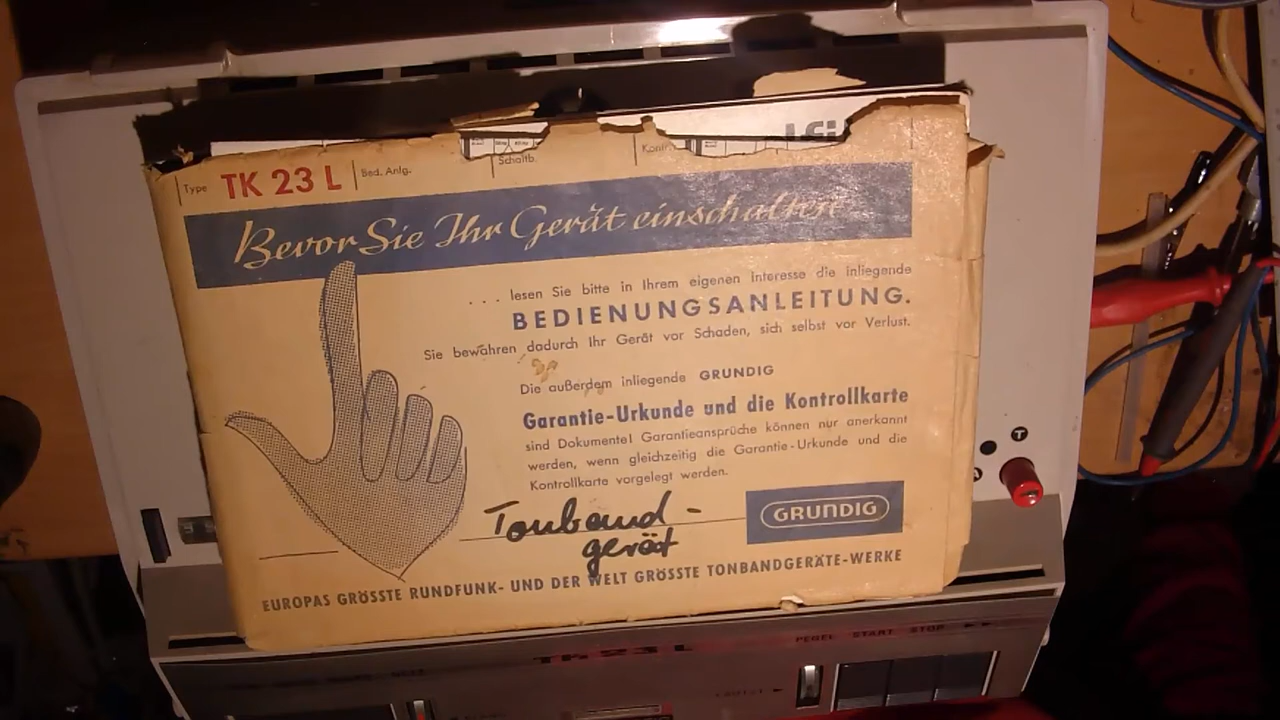 Type TK 23 L Bed. Anlg. Schaltb. Kontr.
Bevor Sie Ihr Gerät einschalten
. . . lesen Sie bitte in Ihrem eigenen Interesse die inliegende
BEDIENUNGSANLEITUNG.
Sie bewahren dadurch Ihr Gerät vor Schaden, sich selbst vor Verlust.
Die außerdem inliegende GRUNDIG
Garantie-Urkunde und die Kontrollkarte
sind Dokumente! Garantieansprüche können nur anerkannt
werden, wenn gleichzeitig die Garantie-Urkunde und die
Kontrollkarte vorgelegt werden.
Tonband-
gerät
GRUNDIG
EUROPAS GRÖSSTE RUNDFUNK- UND DER WELT GRÖSSTE TONBANDGERÄTE-WERKE
T
TK 23 L
PEGEL START STOP